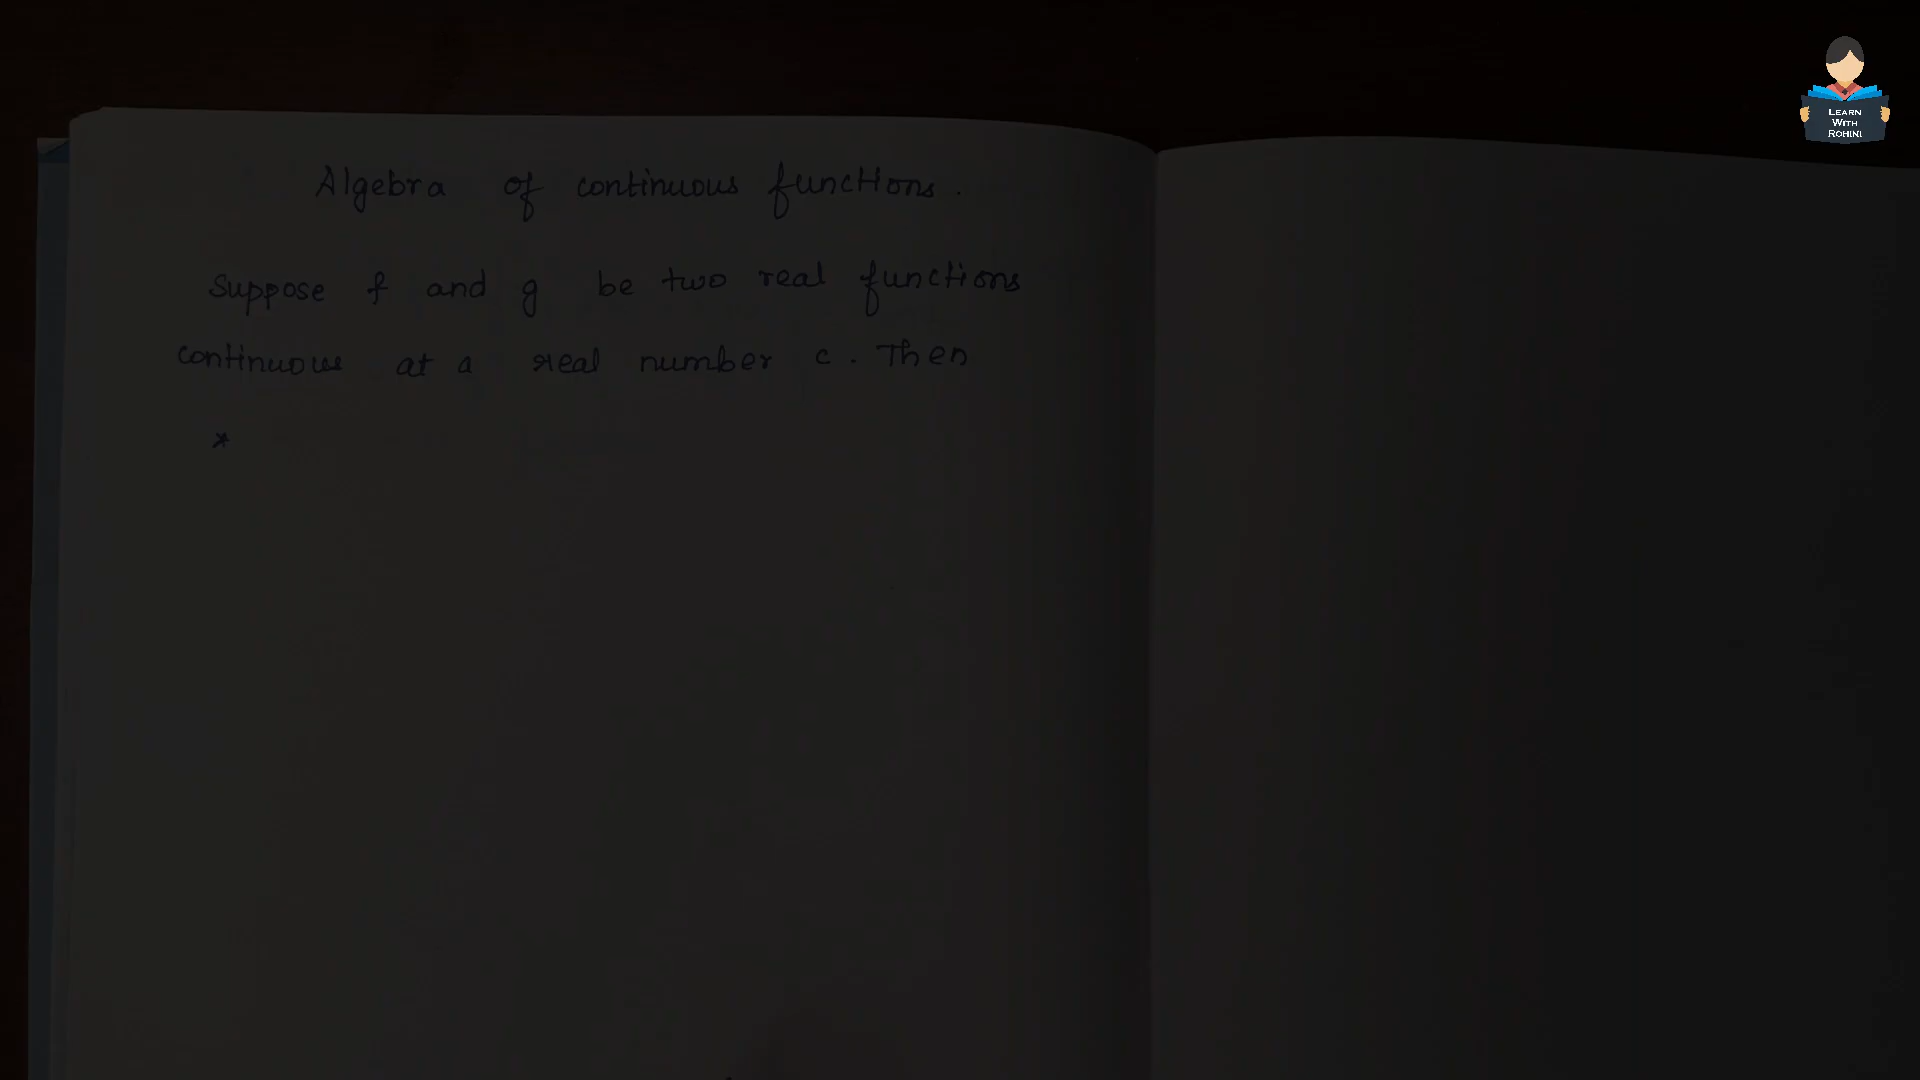 Algebra of continuous functions.
Suppose f and g be two real functions
continuous at a real number c. Then
*
LEARN
WITH
ROHINI